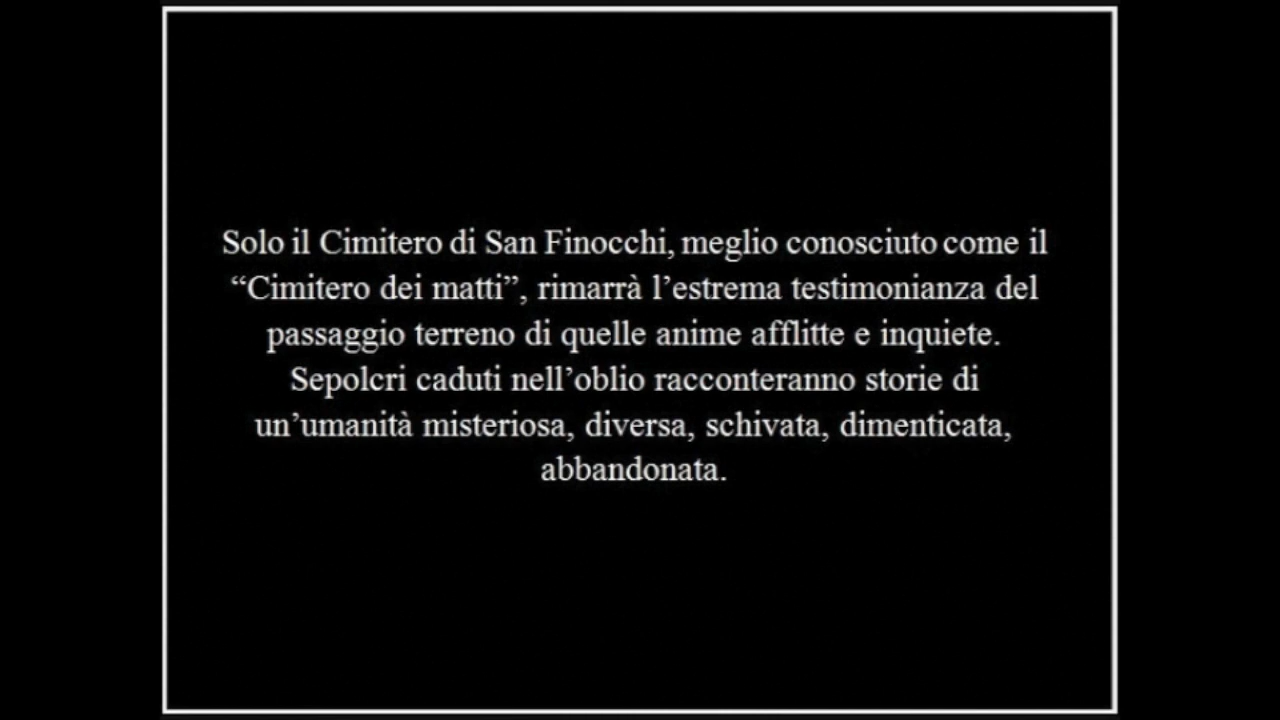 Solo il Cimitero di San Finocchi, meglio conosciuto come il
“Cimitero dei matti”, rimarrà l’estrema testimonianza del
passaggio terreno di quelle anime afflitte e inquiete.
Sepolcri caduti nell’oblio racconteranno storie di
un’umanità misteriosa, diversa, schivata, dimenticata,
abbandonata.